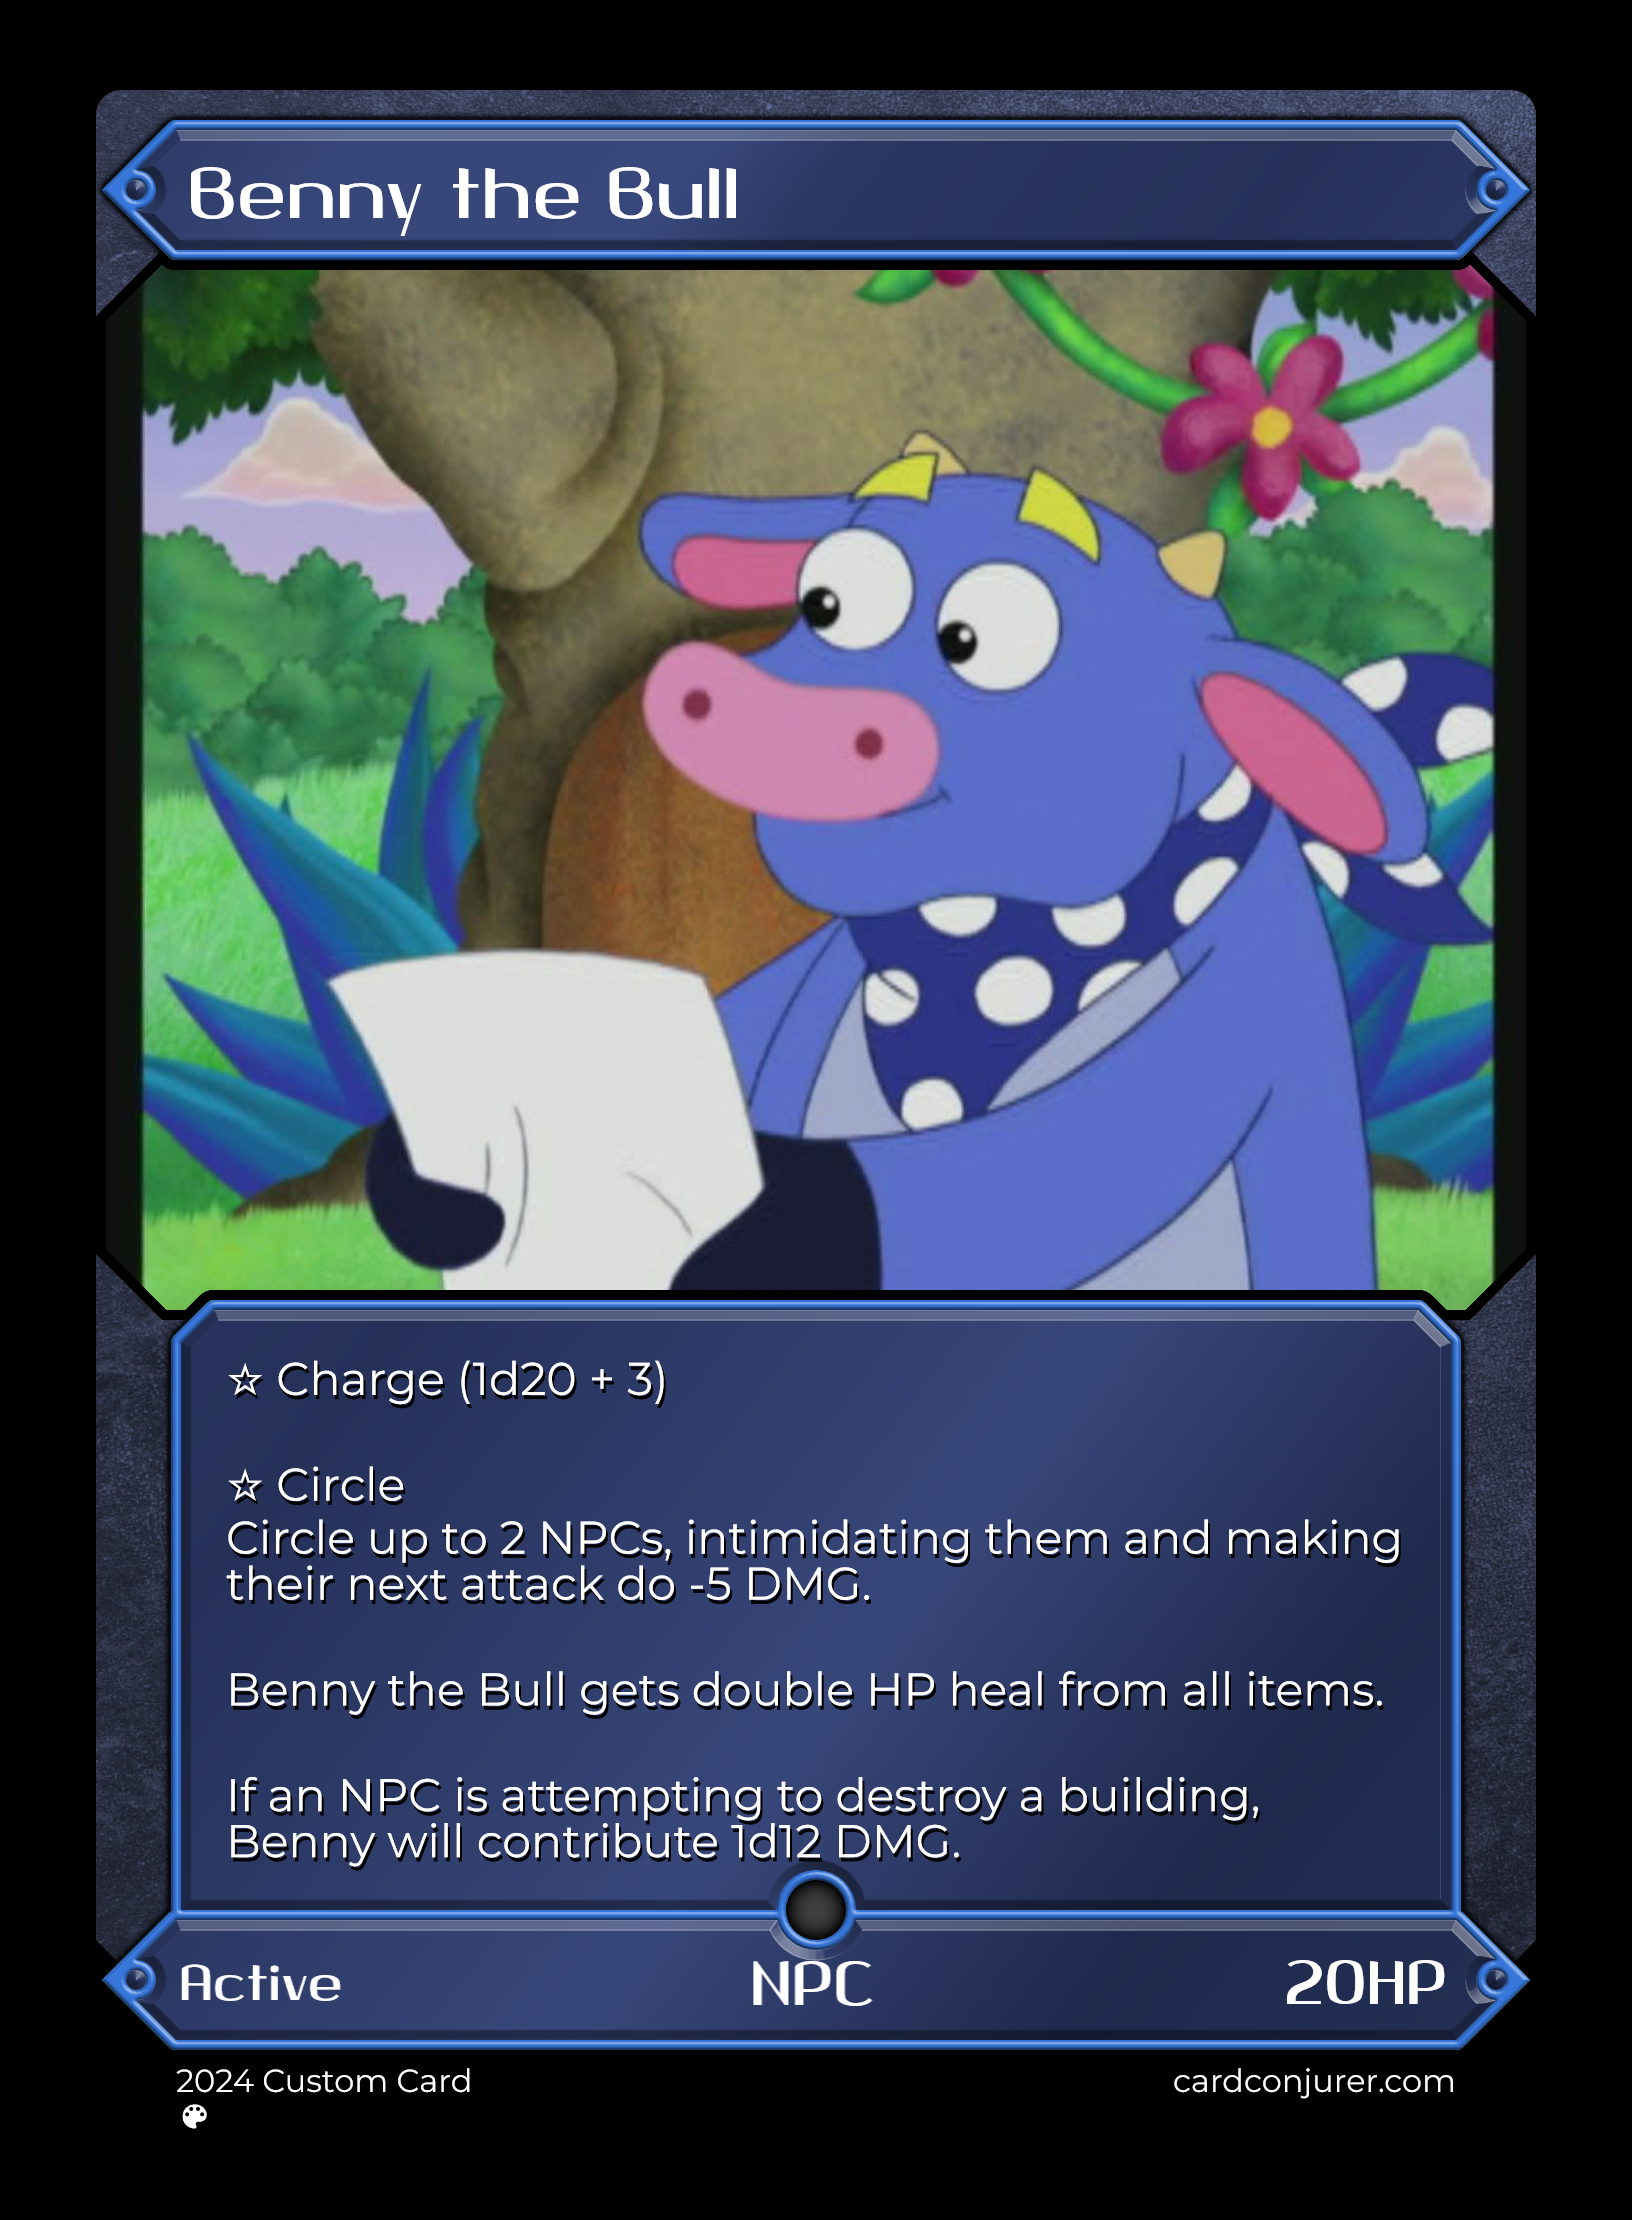 Benny the Bull
☆ Charge (1d20 + 3)
☆ Circle
Circle up to 2 NPCs, intimidating them and making
their next attack do -5 DMG.
Benny the Bull gets double HP heal from all items.
If an NPC is attempting to destroy a building,
Benny will contribute 1d12 DMG.
Active NPC 20HP
2024 Custom Card cardconjurer.com